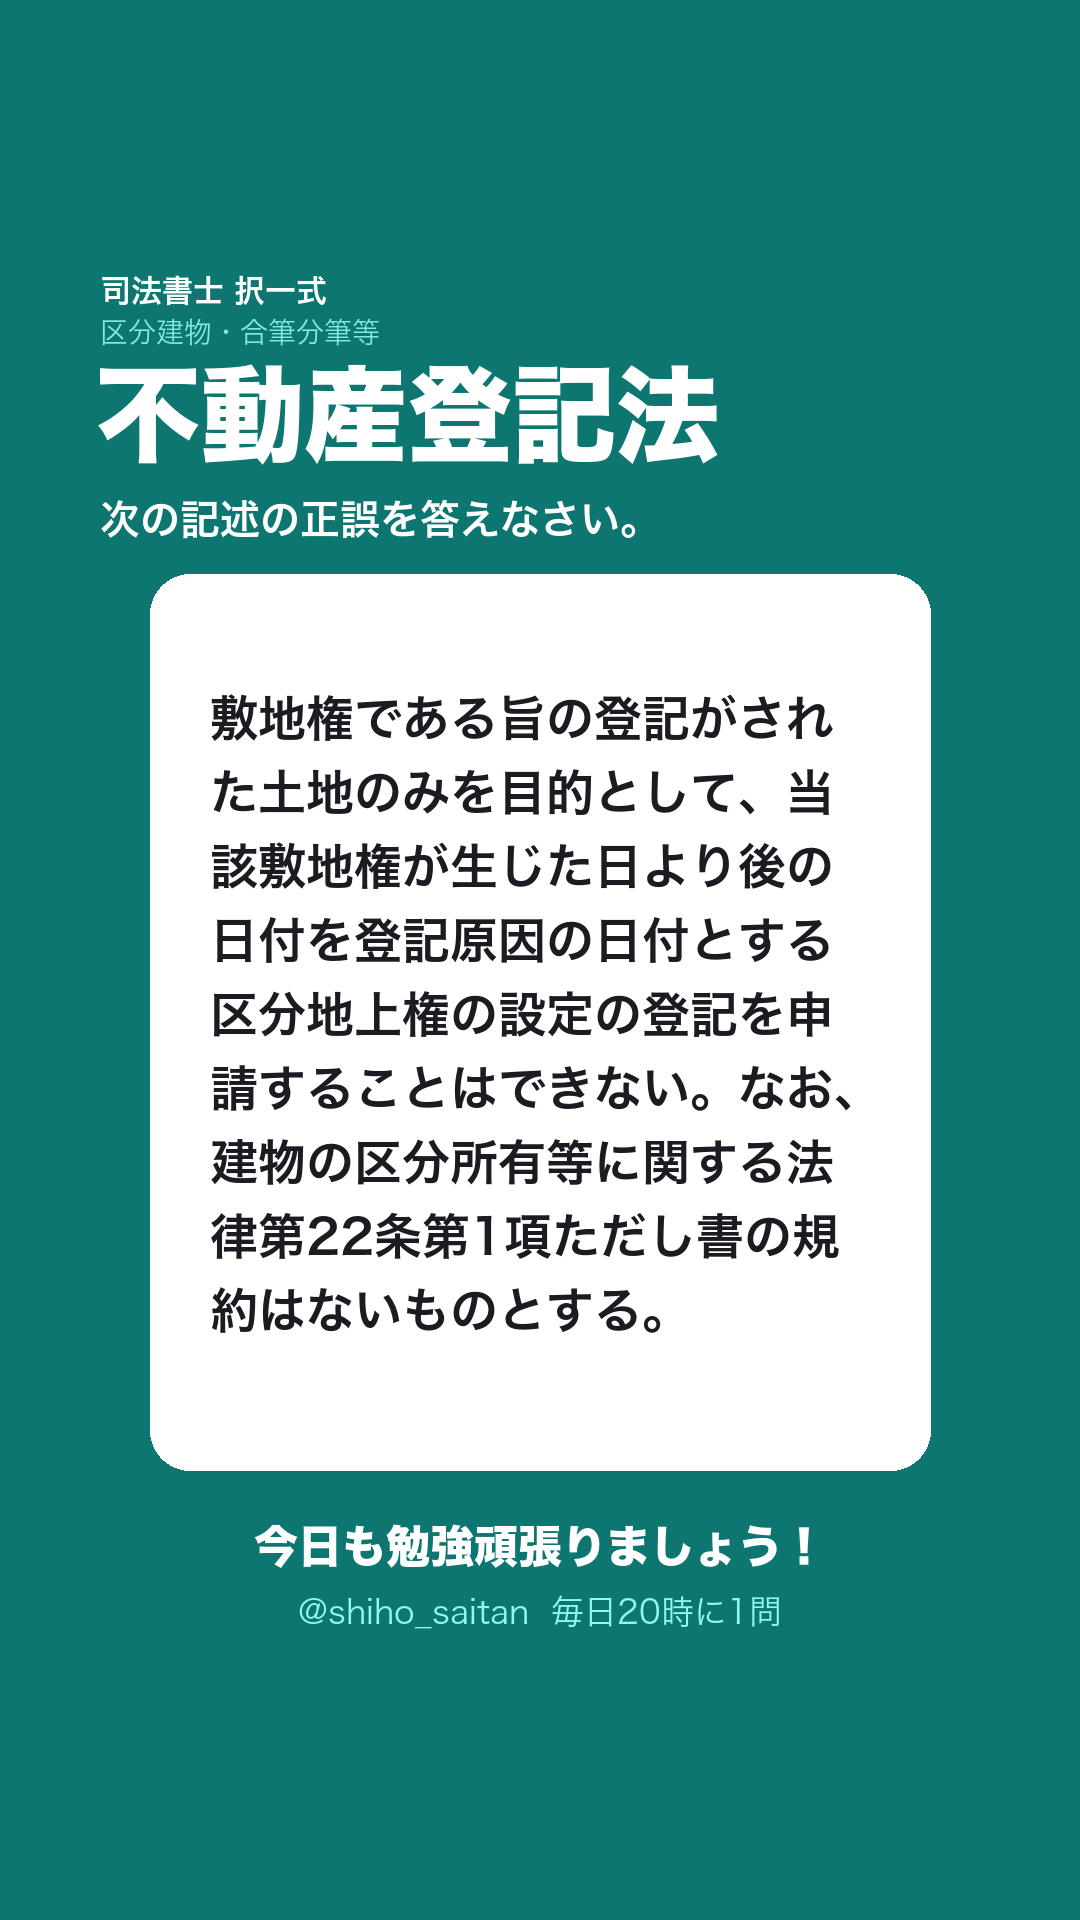 司法書士 択一式
区分建物・合筆分筆等
不動産登記法
次の記述の正誤を答えなさい。
敷地権である旨の登記がされ
た土地のみを目的として、当
該敷地権が生じた日より後の
日付を登記原因の日付とする
区分地上権の設定の登記を申
請することはできない。なお、
建物の区分所有等に関する法
律第22条第1項ただし書の規
約はないものとする。
今日も勉強頑張りましょう！
@shiho_saitan 毎日20時に1問